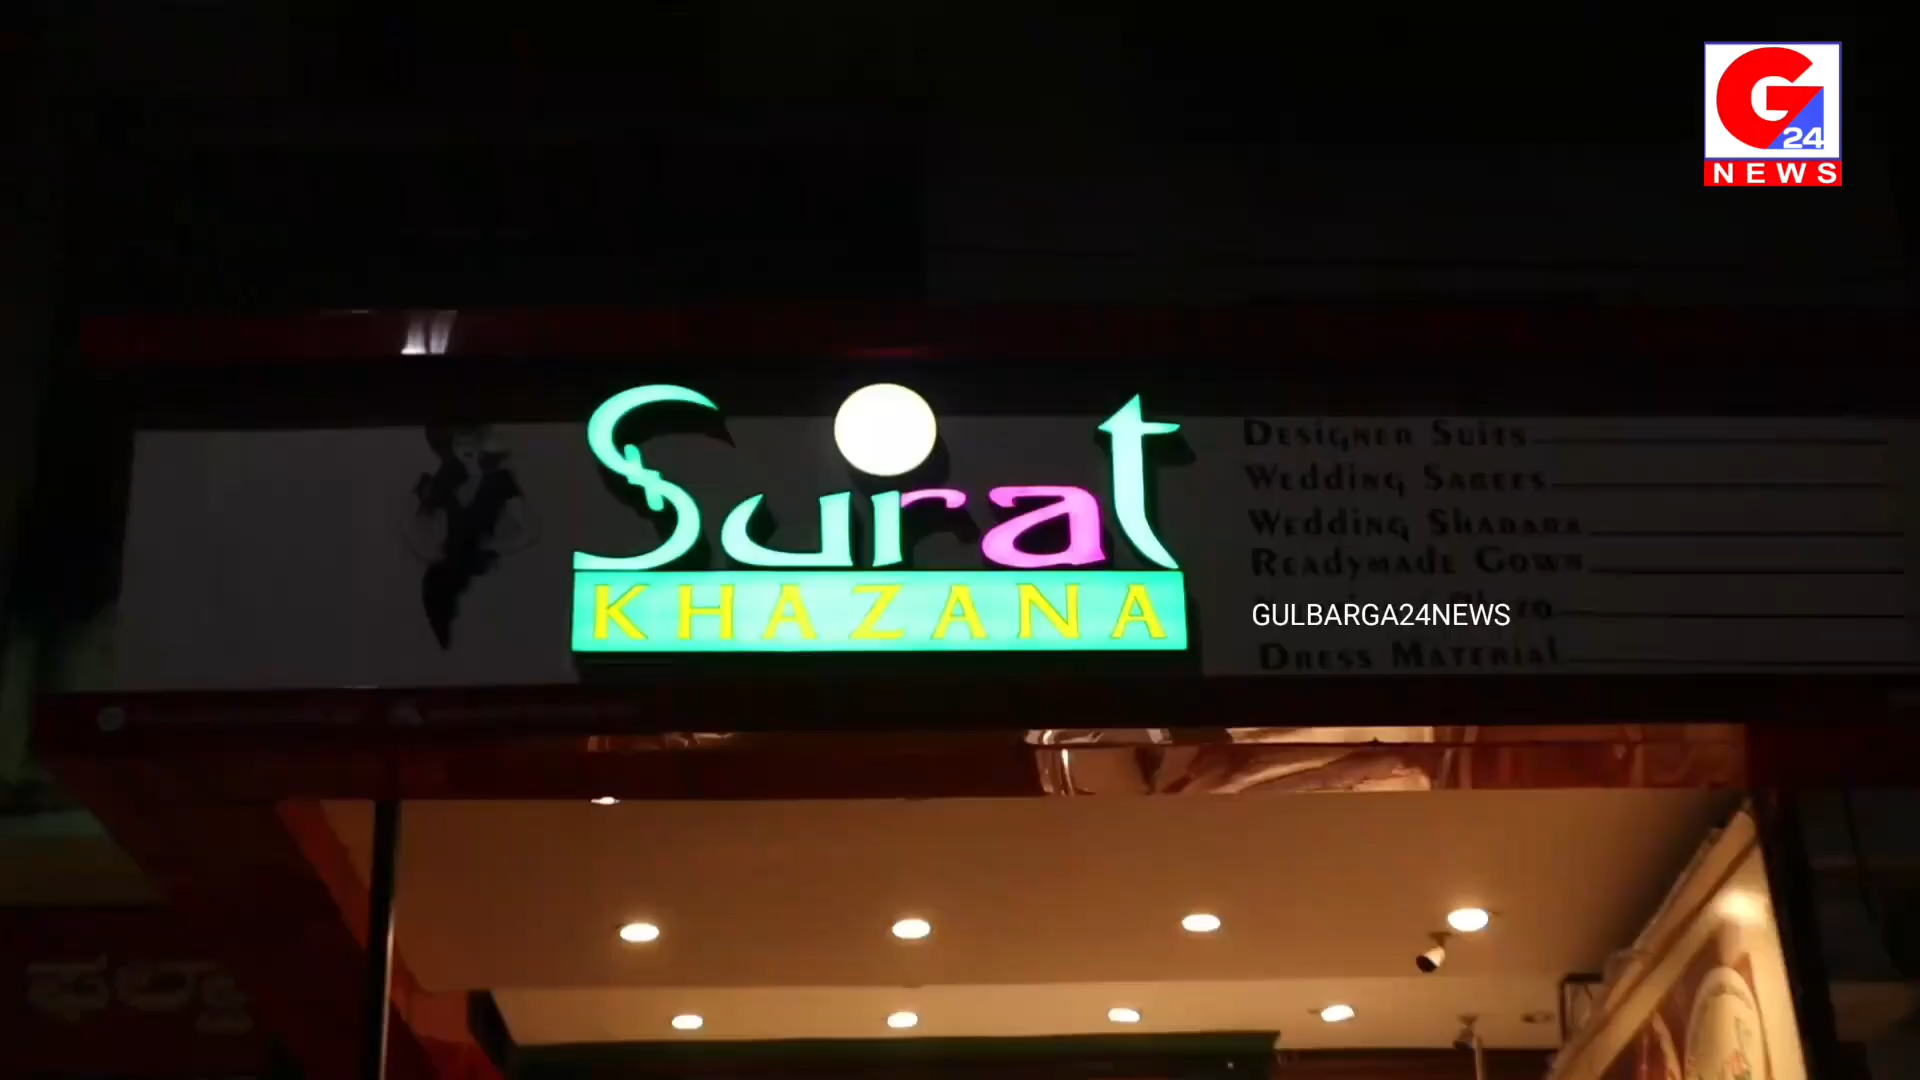 G
24
NEWS
Surat
KHAZANA
Designer Suits
Wedding Sarees
Wedding Sharara
Readymade Gown
GULBARGA24NEWS
Dress Material